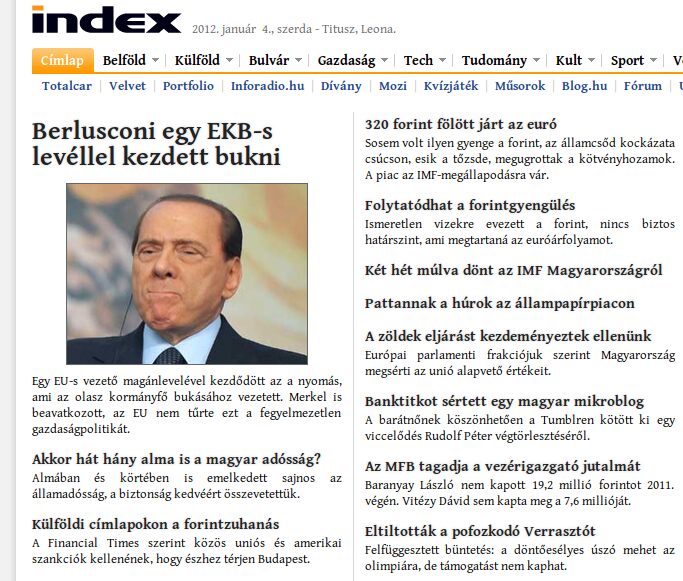 index
2012. január 4., szerda - Titusz, Leona.
Címlap Belföld Külföld Bulvár Gazdaság Tech Tudomány Kult Sport
Totalcar Velvet Portfolio Inforadio.hu Dívány Mozi Kvízjáték Műsorok Blog.hu Fórum
Berlusconi egy EKB-s
levéllel kezdett bukni
Egy EU-s vezető magánlevelével kezdődött az a nyomás,
ami az olasz kormányfő bukásához vezetett. Merkel is
beavatkozott, az EU nem tűrte ezt a fegyelmezetlen
gazdaságpolitikát.
Akkor hát hány alma is a magyar adósság?
Almában és körtében is emelkedett sajnos az
államadósság, a biztonság kedvéért összevetettük.
Külföldi címlapokon a forintzuhanás
A Financial Times szerint közös uniós és amerikai
szankciók kellenének, hogy észhez térjen Budapest.
320 forint fölött járt az euró
Sosem volt ilyen gyenge a forint, az államcsőd kockázata
csúcson, esik a tőzsde, megugrottak a kötvényhozamok.
A piac az IMF-megállapodásra vár.
Folytatódhat a forintgyengülés
Ismeretlen vizekre evezett a forint, nincs biztos
határszint, ami megtartaná az euróárfolyamot.
Két hét múlva dönt az IMF Magyarországról
Pattannak a húrok az állampapírpiacon
A zöldek eljárást kezdeményeztek ellenünk
Európai parlamenti frakciójuk szerint Magyarország
megsérti az unió alapvető értékeit.
Banktitkot sértett egy magyar mikroblog
A barátnőnek köszönhetően a Tumblren kötött ki egy
viccelődés Rudolf Péter végtörlesztéséről.
Az MFB tagadja a vezérigazgató jutalmát
Baranyay László nem kapott 19,2 millió forintot 2011.
végén. Vitézy Dávid sem kapta meg a 7,6 millióját.
Eltiltották a pofozkodó Verrasztót
Felfüggesztett büntetés: a döntőesélyes úszó mehet az
olimpiára, de támogatást nem kaphat.